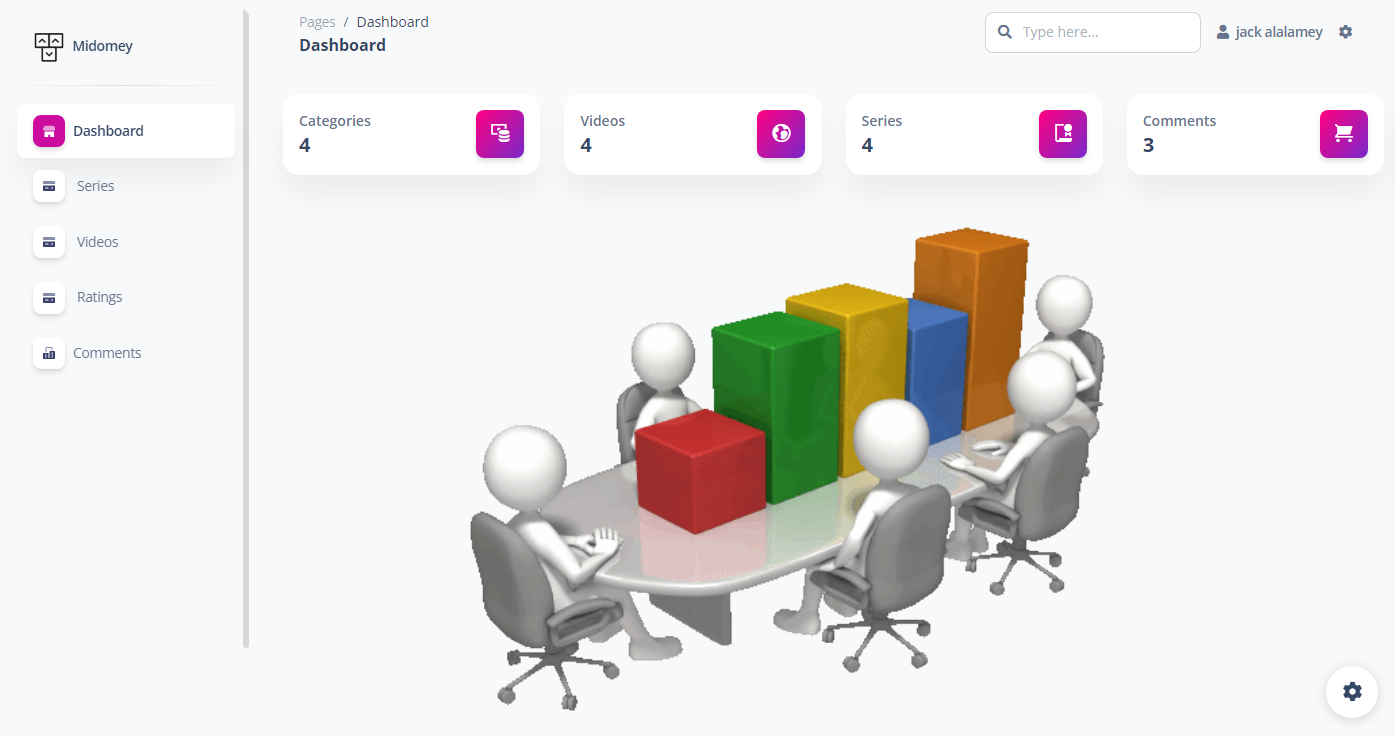 Midomey
Dashboard
Series
Videos
Ratings
Comments
Pages / Dashboard
Dashboard
Type here...
jack alalamey
Categories
4
Videos
4
Series
4
Comments
3